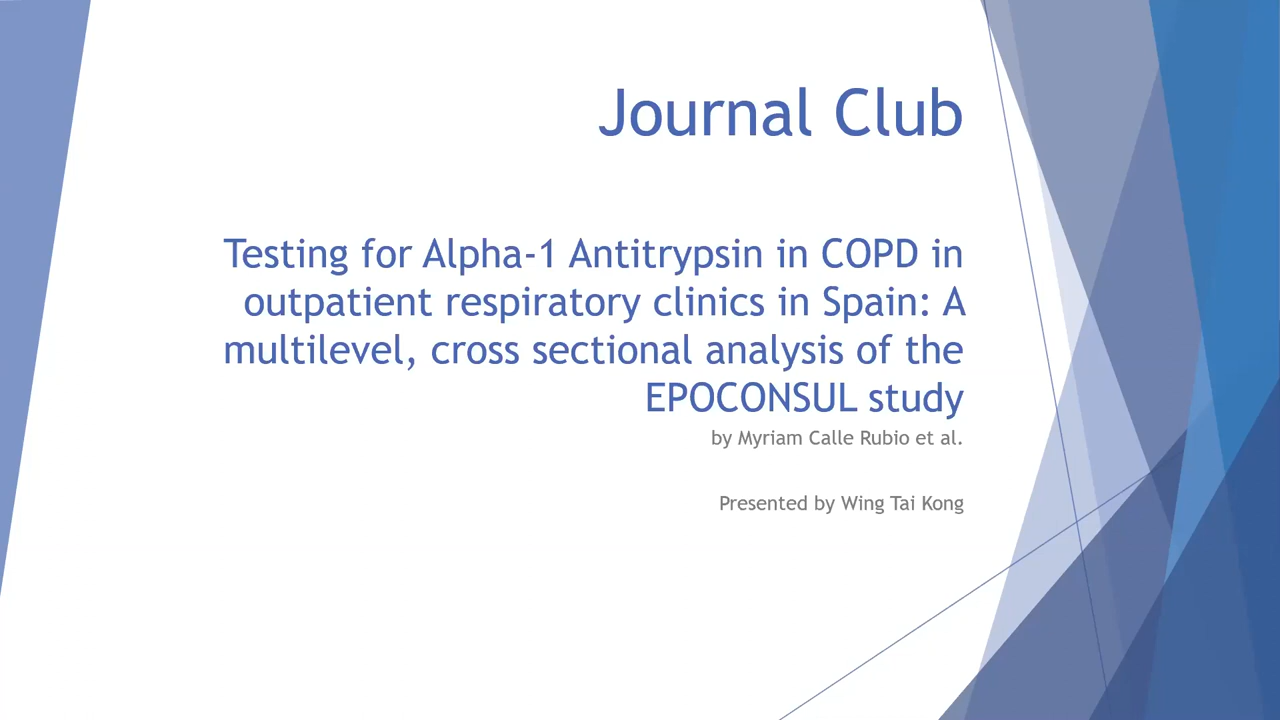 Journal Club
Testing for Alpha-1 Antitrypsin in COPD in
outpatient respiratory clinics in Spain: A
multilevel, cross sectional analysis of the
EPOCONSUL study
by Myriam Calle Rubio et al.
Presented by Wing Tai Kong